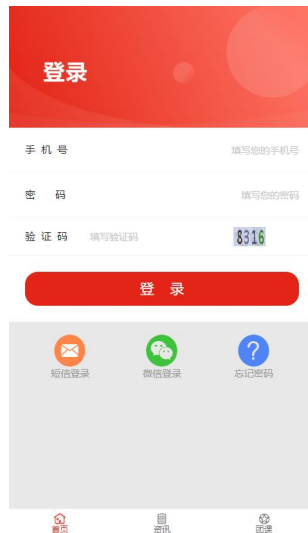 登录
手 机 号 填写您的手机号
密 码 填写您的密码
验 证 码 填写验证码 8316
登 录
短信登录 微信登录 忘记密码
首页 资讯 团课